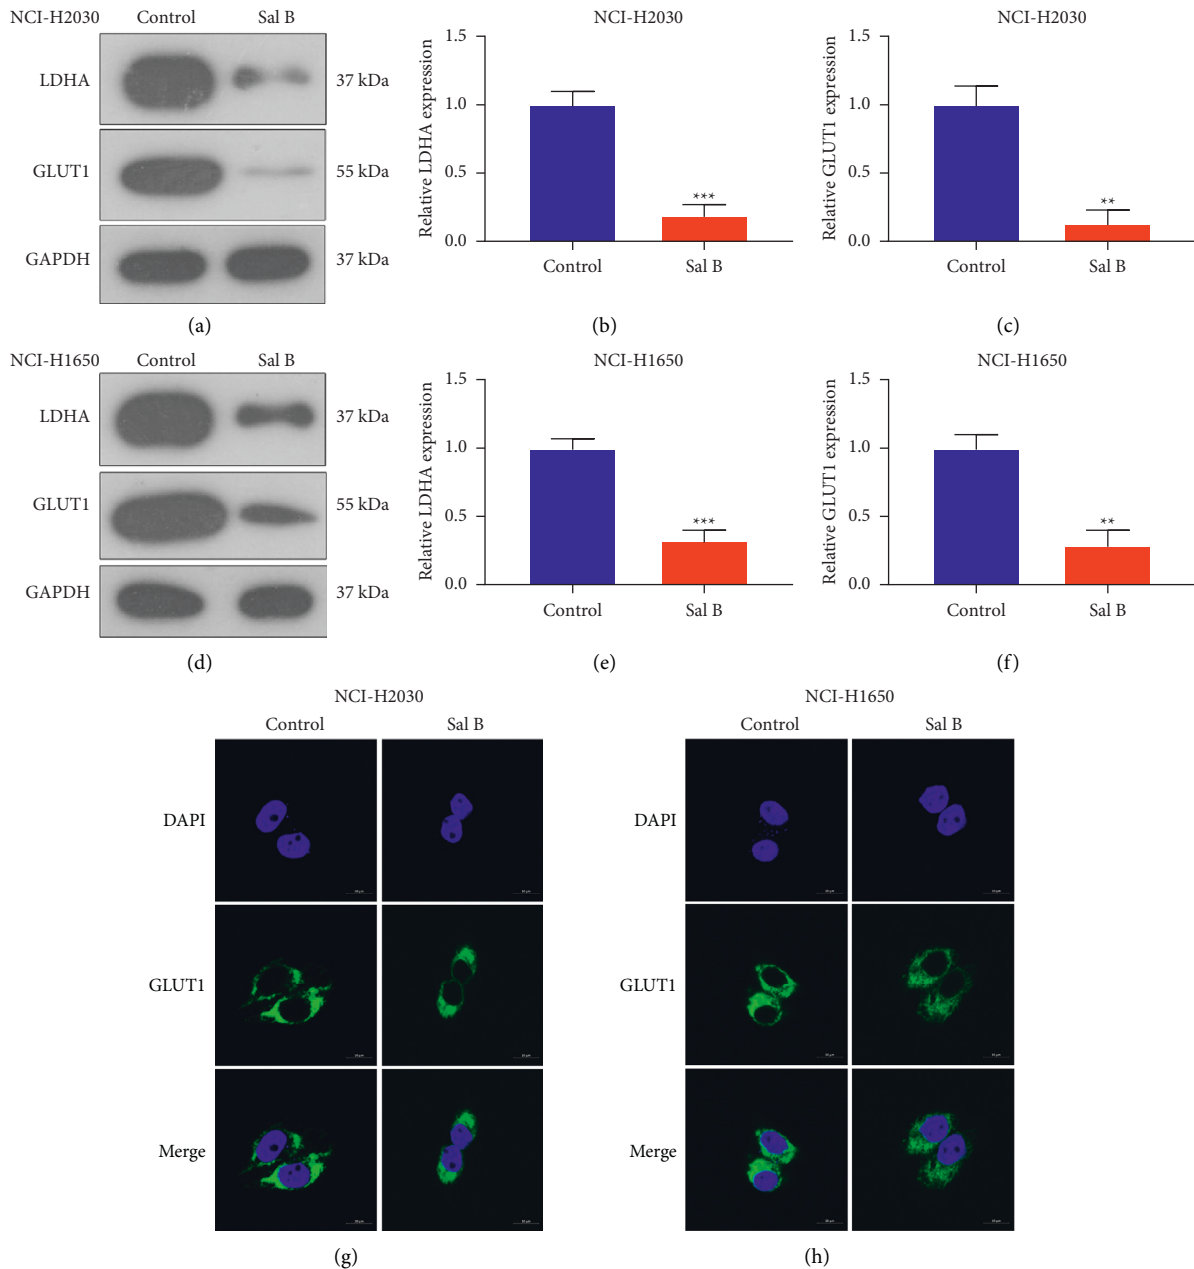 NCI-H2030 Control Sal B
LDHA 37 kDa
GLUT1 55 kDa
GAPDH 37 kDa
(a)
NCI-H2030
Relative LDHA expression
1.5
1.0
0.5
0.0
***
Control Sal B
(b)
NCI-H2030
Relative GLUT1 expression
1.5
1.0
0.5
0.0
**
Control Sal B
(c)
NCI-H1650 Control Sal B
LDHA 37 kDa
GLUT1 55 kDa
GAPDH 37 kDa
(d)
NCI-H1650
Relative LDHA expression
1.5
1.0
0.5
0.0
***
Control Sal B
(e)
NCI-H1650
Relative GLUT1 expression
1.5
1.0
0.5
0.0
**
Control Sal B
(f)
NCI-H2030
Control Sal B
DAPI
GLUT1
Merge
(g)
NCI-H1650
Control Sal B
DAPI
GLUT1
Merge
(h)